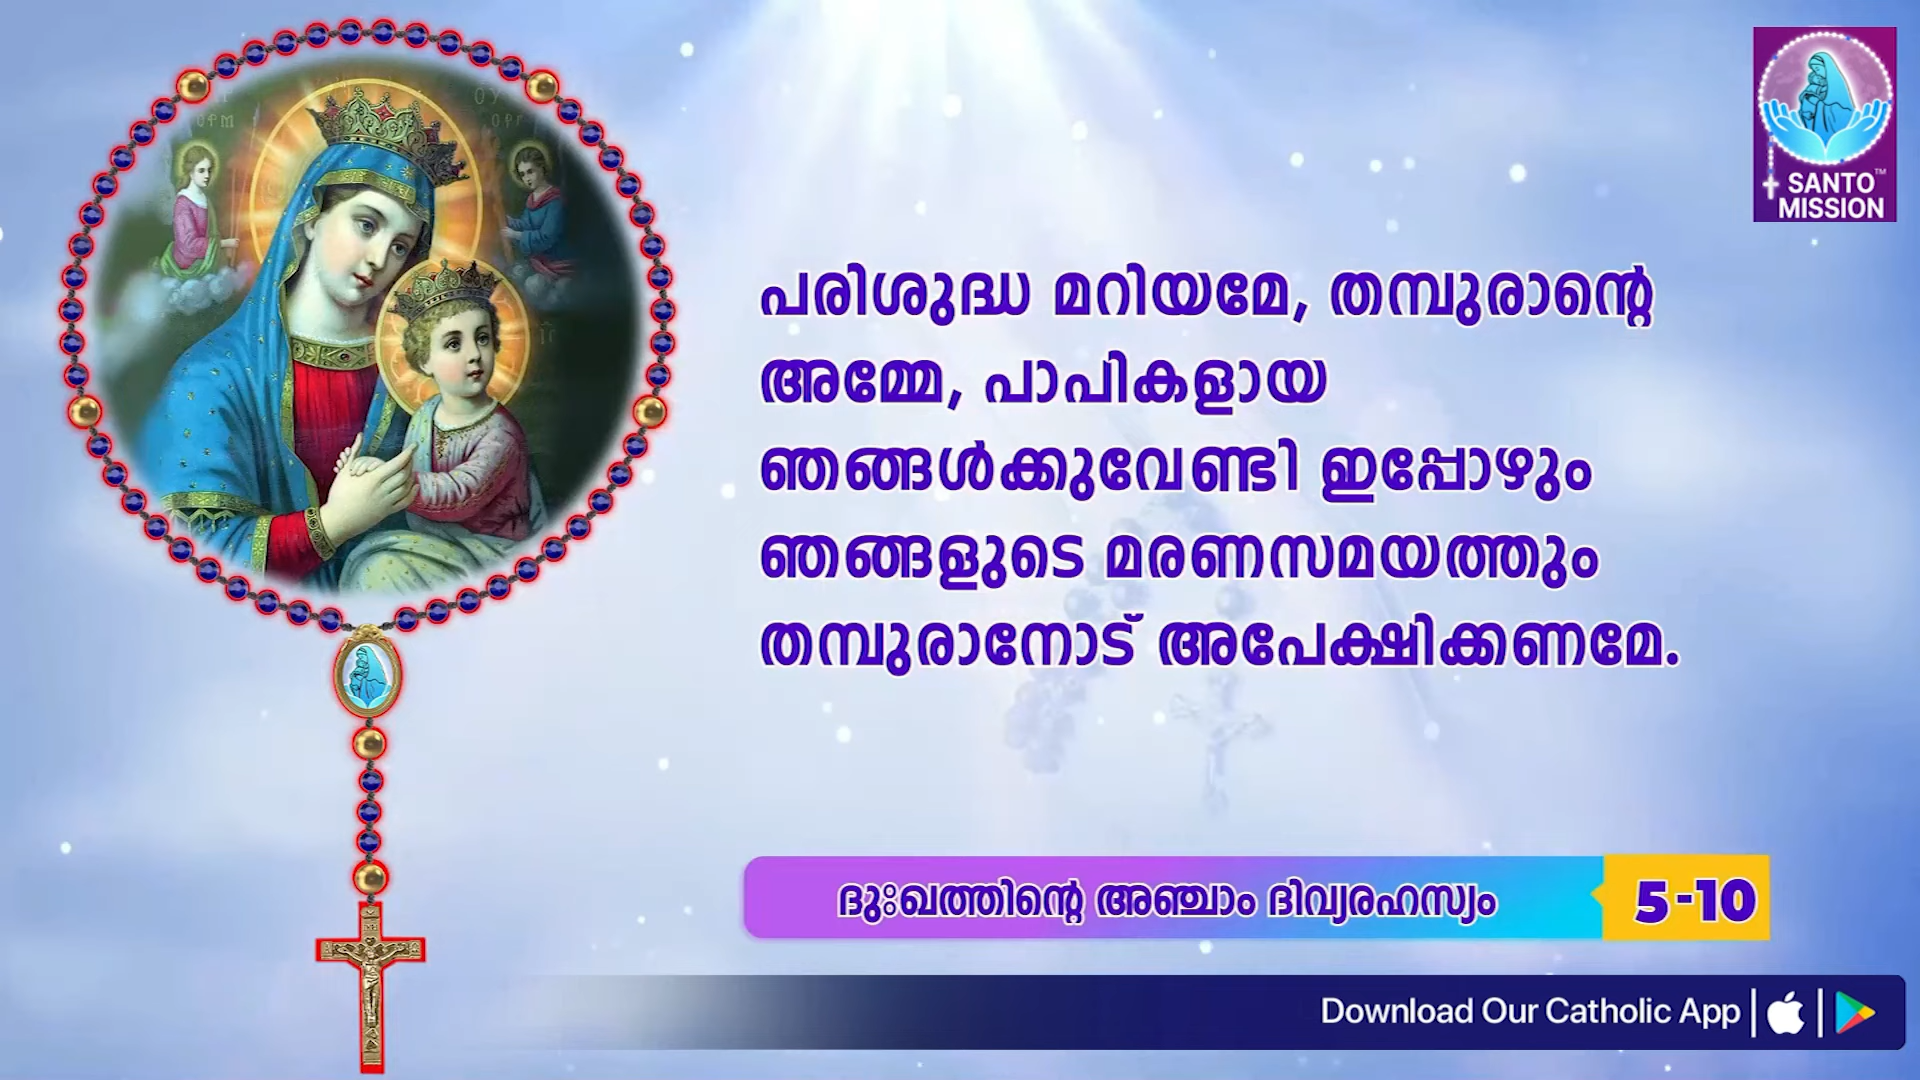 SANTO™
MISSION
പരിശുദ്ധ മറിയമേ, തമ്പുരാന്റെ
അമ്മേ, പാപികളായ
ഞങ്ങൾക്കുവേണ്ടി ഇപ്പോഴും
ഞങ്ങളുടെ മരണസമയത്തും
തമ്പുരാനോട് അപേക്ഷിക്കണമേ.
ദുഃഖത്തിന്റെ അഞ്ചാം ദിവ്യരഹസ്യം 5-10
Download Our Catholic App